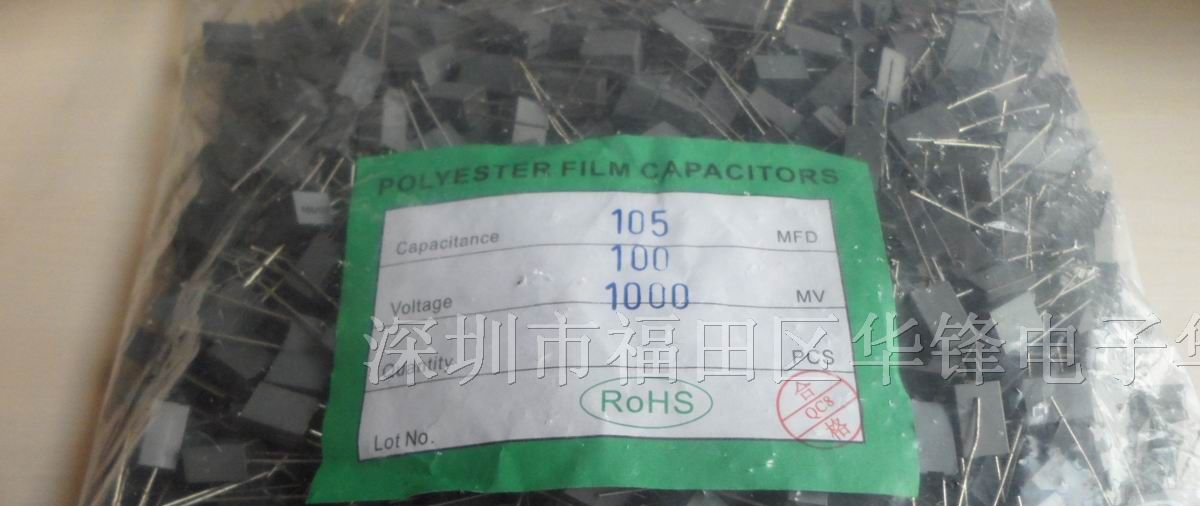 POLYESTER FILM CAPACITORS
Capacitance 105 MFD
100
Voltage 1000 MV
深圳市福田区华锋电子
Quantity PCS
RoHS
合
QC8
格
Lot No.